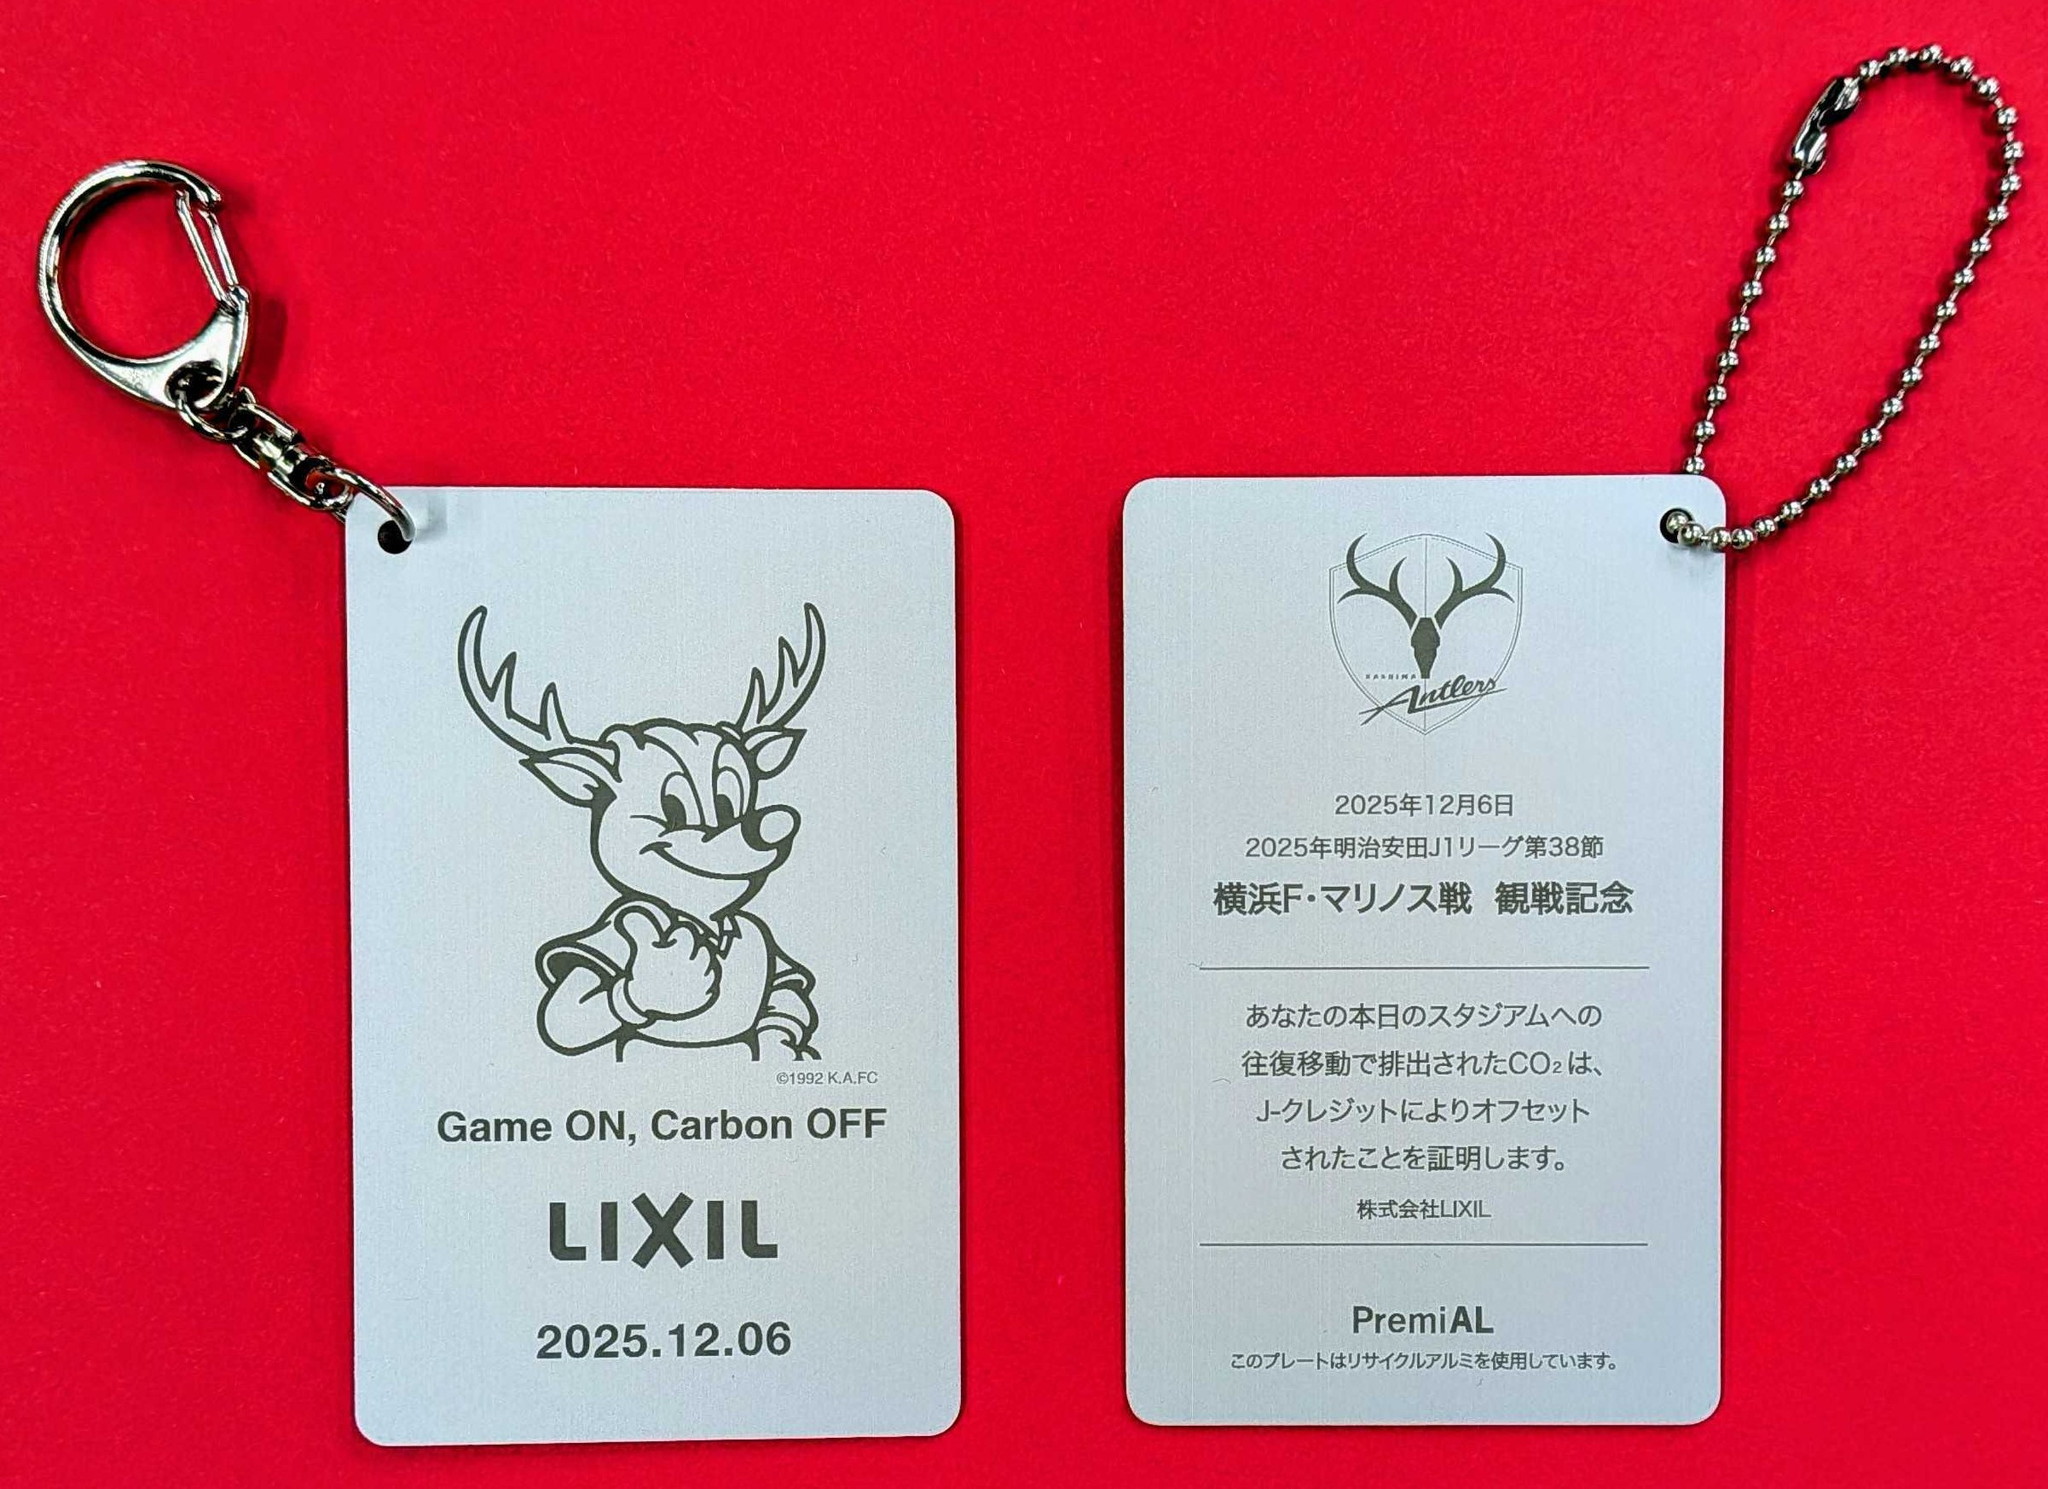 ©1992 K.A.FC
Game ON, Carbon OFF
LIXIL
2025.12.06
KASHIMA
Antlers
2025年12月6日
2025年明治安田J1リーグ第38節
横浜F・マリノス戦 観戦記念
あなたの本日のスタジアムへの
往復移動で排出されたCO₂は、
J-クレジットによりオフセット
されたことを証明します。
株式会社LIXIL
PremiAL
このプレートはリサイクルアルミを使用しています。